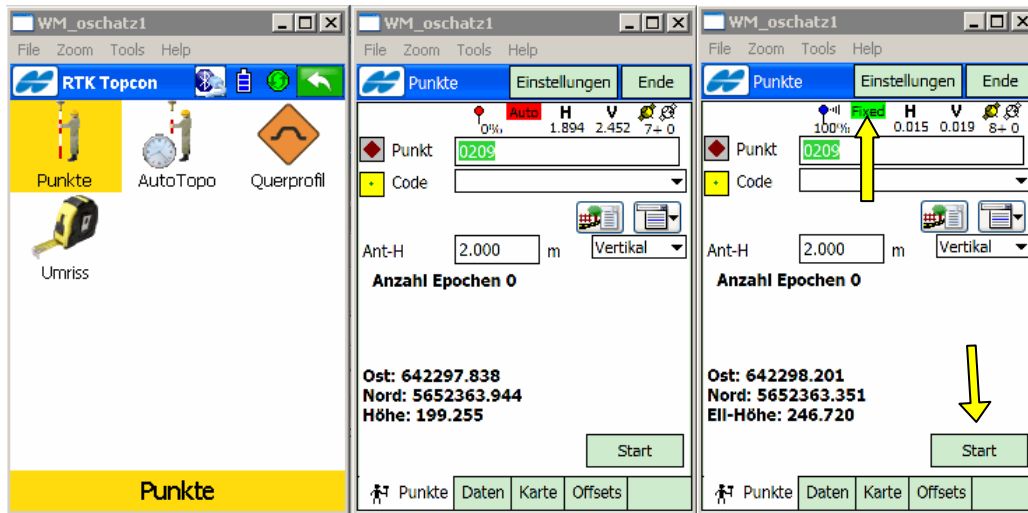 WM_oschatz1
File Zoom Tools Help
RTK Topcon
Punkte AutoTopo Querprofil
Umriss
Punkte
WM_oschatz1
File Zoom Tools Help
Punkte Einstellungen Ende
Auto H V
0% 1.894 2.452 7+ 0
Punkt 0209
Code
Ant-H 2.000 m Vertikal
Anzahl Epochen 0
Ost: 642297.838
Nord: 5652363.944
Höhe: 199.255
Start
Punkte Daten Karte Offsets
WM_oschatz1
File Zoom Tools Help
Punkte Einstellungen Ende
Fixed H V
100% 0.015 0.019 8+ 0
Punkt 0209
Code
Ant-H 2.000 m Vertikal
Anzahl Epochen 0
Ost: 642298.201
Nord: 5652363.351
Ell-Höhe: 246.720
Start
Punkte Daten Karte Offsets